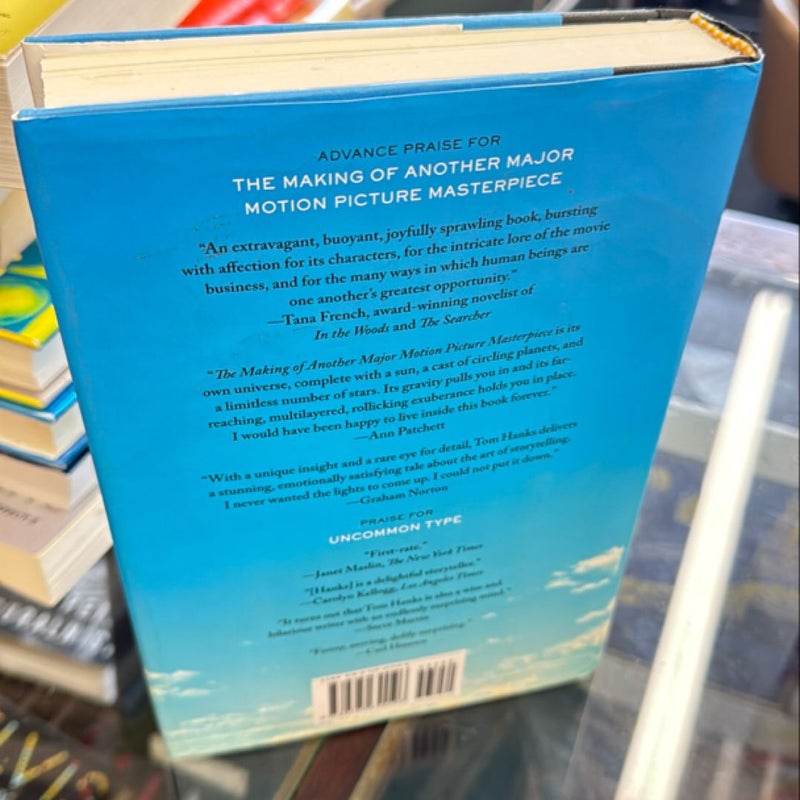 ADVANCE PRAISE FOR
THE MAKING OF ANOTHER MAJOR
MOTION PICTURE MASTERPIECE
“An extravagant, buoyant, joyfully sprawling book, bursting
with affection for its characters, for the intricate lore of the movie
business, and for the many ways in which human beings are
one another’s greatest opportunity.”
—Tana French, award-winning novelist of
In the Woods and The Searcher
“The Making of Another Major Motion Picture Masterpiece is its
own universe, complete with a sun, a cast of circling planets, and
a limitless number of stars. Its gravity pulls you in and its far-
reaching, multilayered, rollicking exuberance holds you in place.
I would have been happy to live inside this book forever.”
—Ann Patchett
“With a unique insight and a rare eye for detail, Tom Hanks delivers
a stunning, emotionally satisfying tale about the art of storytelling.
I never wanted the lights to come up. I could not put it down.”
—Graham Norton
PRAISE FOR
UNCOMMON TYPE
“First-rate.”
—Janet Maslin, The New York Times
“[Hanks] is a delightful storyteller.”
—Carolyn Kellogg, Los Angeles Times
“It turns out that Tom Hanks is also a wise and
hilarious writer with an endlessly surprising mind.”
—Steve Martin
“Funny, moving, deftly surprising.”
—Carl Hiaasen